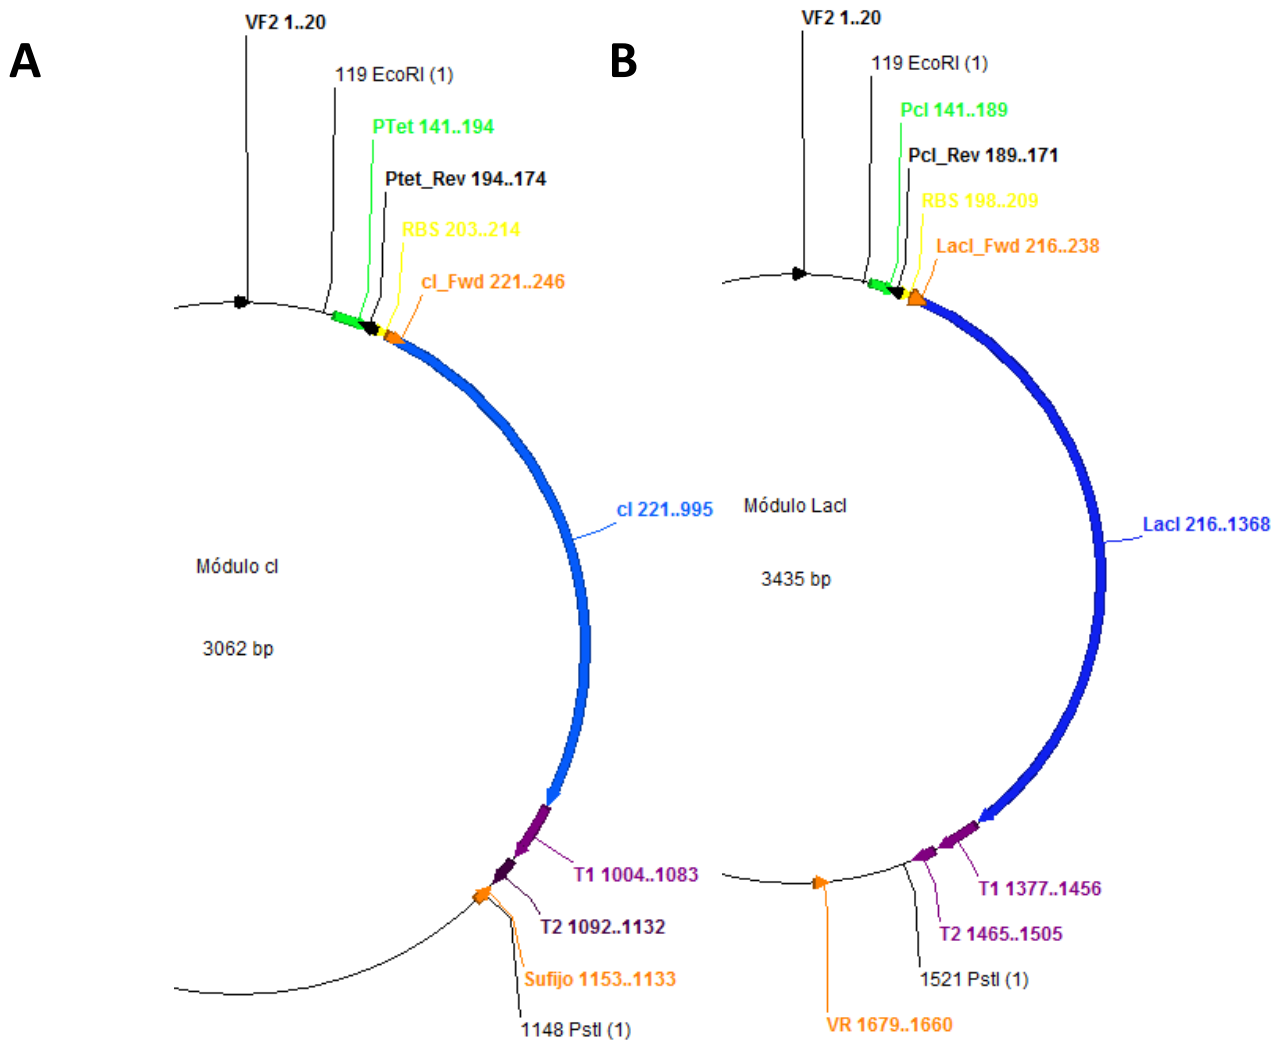 A
VF2 1..20
119 EcoRI (1)
PTet 141..194
Ptet_Rev 194..174
RBS 203..214
cI_Fwd 221..246
cI 221..995
Módulo cI
3062 bp
T1 1004..1083
T2 1092..1132
Sufijo 1153..1133
1148 PstI (1)
B
VF2 1..20
119 EcoRI (1)
PcI 141..189
PcI_Rev 189..171
RBS 198..209
LacI_Fwd 216..238
Módulo LacI
LacI 216..1368
3435 bp
T1 1377..1456
T2 1465..1505
1521 PstI (1)
VR 1679..1660